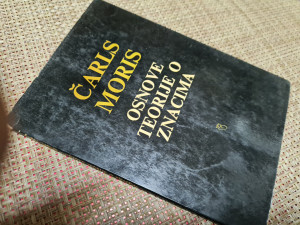 ČARLS
MORIS
OSNOVE
TEORIJE O
ZNACIMA